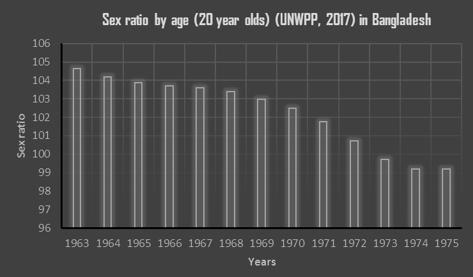 Sex ratio by age (20 year olds) (UNWPP, 2017) in Bangladesh
106
105
104
103
102
101
100
99
98
97
96
Sex ratio
1963 1964 1965 1966 1967 1968 1969 1970 1971 1972 1973 1974 1975
Years